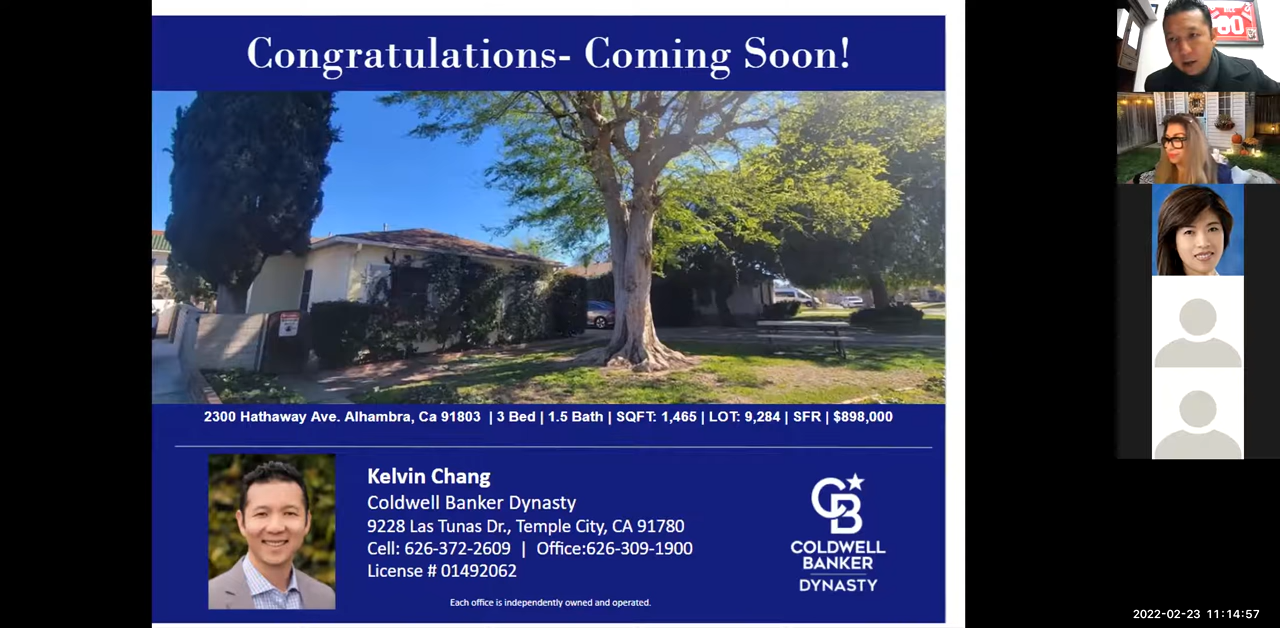 Congratulations- Coming Soon!
2300 Hathaway Ave. Alhambra, Ca 91803 | 3 Bed | 1.5 Bath | SQFT: 1,465 | LOT: 9,284 | SFR | $898,000
Kelvin Chang
Coldwell Banker Dynasty
9228 Las Tunas Dr., Temple City, CA 91780
Cell: 626-372-2609 | Office:626-309-1900
License # 01492062
Each office is independently owned and operated.
CB
COLDWELL
BANKER
DYNASTY
80
2022-02-23 11:14:57